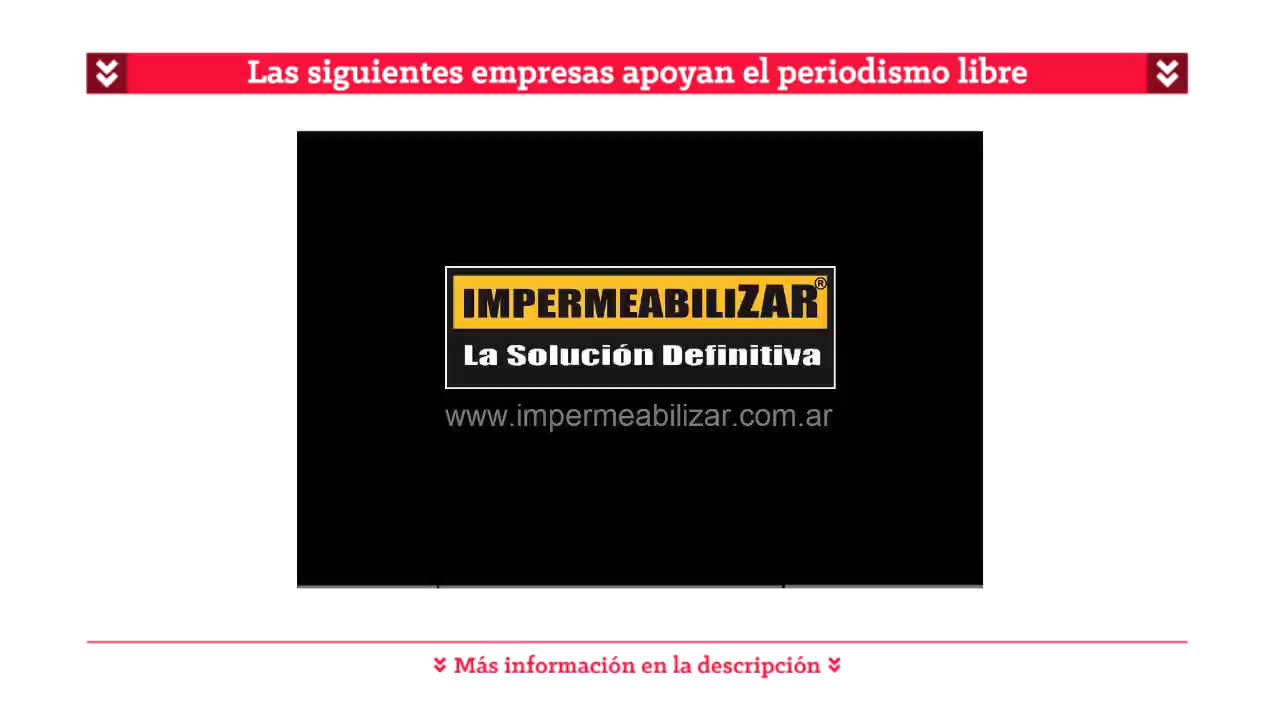 Las siguientes empresas apoyan el periodismo libre
IMPERMEABILIZAR®
La Solución Definitiva
www.impermeabilizar.com.ar
Más información en la descripción